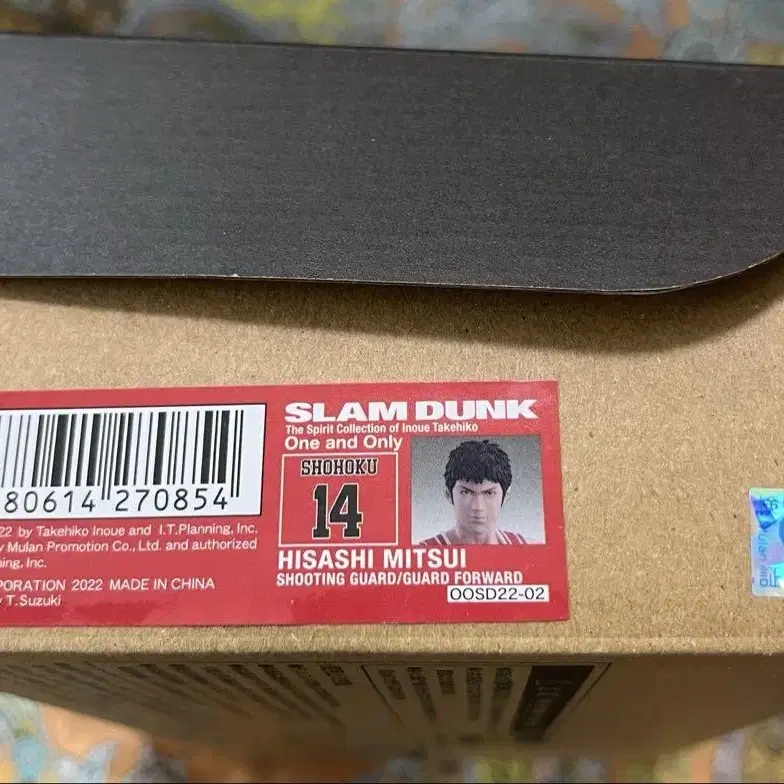 80614 270854
22 by Takehiko Inoue and I.T.Planning, Inc.
y Mulan Promotion Co., Ltd. and authorized
ing, Inc.
PORATION 2022 MADE IN CHINA
y T. Suzuki
SLAM DUNK
The Spirit Collection of Inoue Takehiko
One and Only
SHOHOKU
14
HISASHI MITSUI
SHOOTING GUARD/GUARD FORWARD
OOSD22-02